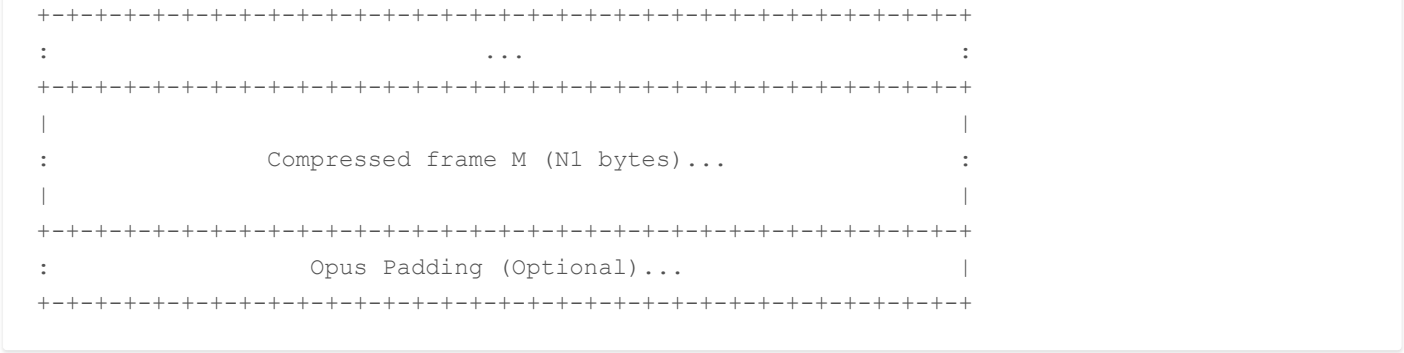 +-+-+-+-+-+-+-+-+-+-+-+-+-+-+-+-+-+-+-+-+-+-+-+-+-+-+-+-+-+-+-+-+
:                              ...                              :
+-+-+-+-+-+-+-+-+-+-+-+-+-+-+-+-+-+-+-+-+-+-+-+-+-+-+-+-+-+-+-+-+
|                                                               |
:               Compressed frame M (N1 bytes)...                :
|                                                               |
+-+-+-+-+-+-+-+-+-+-+-+-+-+-+-+-+-+-+-+-+-+-+-+-+-+-+-+-+-+-+-+-+
:                  Opus Padding (Optional)...                   |
+-+-+-+-+-+-+-+-+-+-+-+-+-+-+-+-+-+-+-+-+-+-+-+-+-+-+-+-+-+-+-+-+